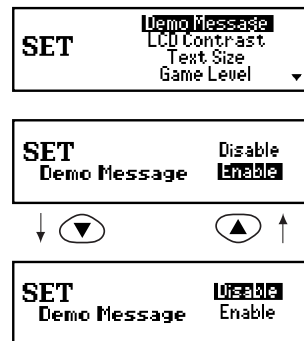 Demo Message
SET
LCD Contrast
Text Size
Game Level
SET
Disable
Demo Message
Enable
SET
Disable
Demo Message
Enable